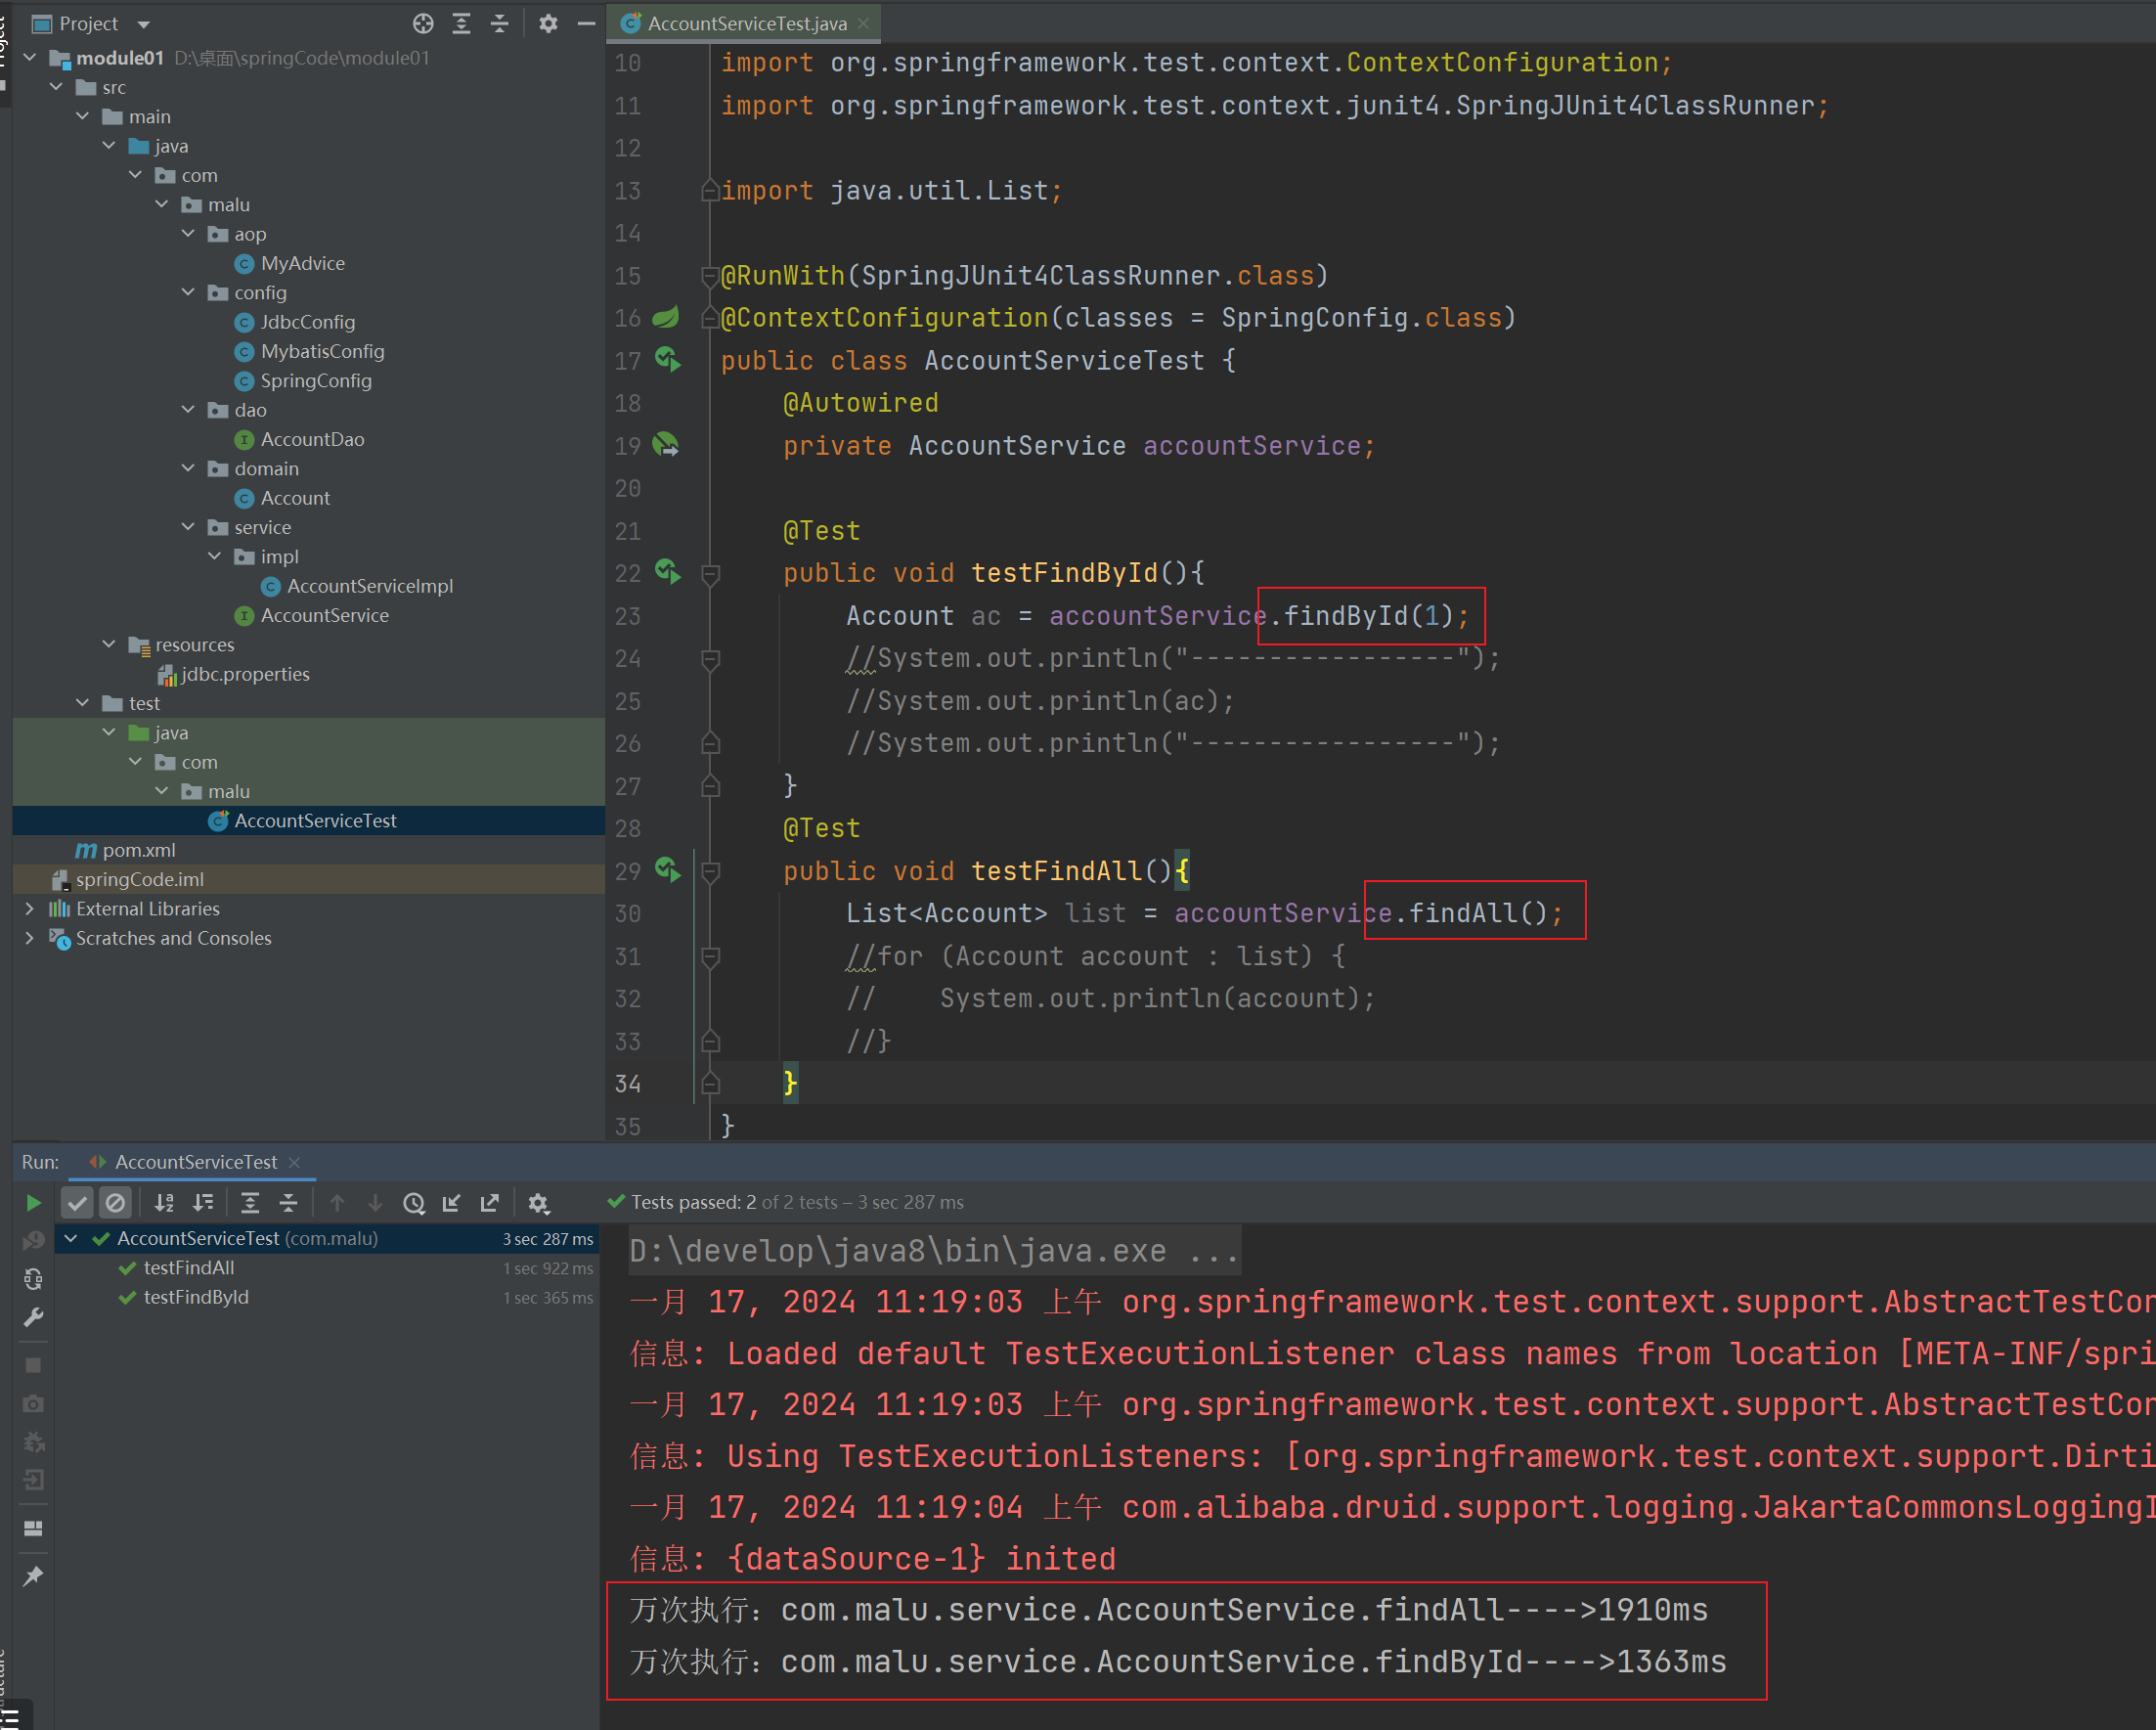 Project
module01 D:\桌面\springCode\module01
src
main
java
com
malu
aop
MyAdvice
config
JdbcConfig
MybatisConfig
SpringConfig
dao
AccountDao
domain
Account
service
impl
AccountServiceImpl
AccountService
resources
jdbc.properties
test
java
com
malu
AccountServiceTest
pom.xml
springCode.iml
External Libraries
Scratches and Consoles
AccountServiceTest.java
10 import org.springframework.test.context.ContextConfiguration;
11 import org.springframework.test.context.junit4.SpringJUnit4ClassRunner;
12
13 import java.util.List;
14
15 @RunWith(SpringJUnit4ClassRunner.class)
16 @ContextConfiguration(classes = SpringConfig.class)
17 public class AccountServiceTest {
18 @Autowired
19 private AccountService accountService;
20
21 @Test
22 public void testFindById(){
23 Account ac = accountService.findById(1);
24 //System.out.println("-----------------");
25 //System.out.println(ac);
26 //System.out.println("-----------------");
27 }
28 @Test
29 public void testFindAll(){
30 List<Account> list = accountService.findAll();
31 //for (Account account : list) {
32 //    System.out.println(account);
33 //}
34 }
35 }
Run: AccountServiceTest
Tests passed: 2 of 2 tests – 3 sec 287 ms
AccountServiceTest (com.malu) 3 sec 287 ms
testFindAll 1 sec 922 ms
testFindById 1 sec 365 ms
D:\develop\java8\bin\java.exe ...
一月 17, 2024 11:19:03 上午 org.springframework.test.context.support.AbstractTestCon
信息: Loaded default TestExecutionListener class names from location [META-INF/spri
一月 17, 2024 11:19:03 上午 org.springframework.test.context.support.AbstractTestCon
信息: Using TestExecutionListeners: [org.springframework.test.context.support.Dirti
一月 17, 2024 11:19:04 上午 com.alibaba.druid.support.logging.JakartaCommonsLoggingI
信息: {dataSource-1} inited
万次执行：com.malu.service.AccountService.findAll---->1910ms
万次执行：com.malu.service.AccountService.findById---->1363ms